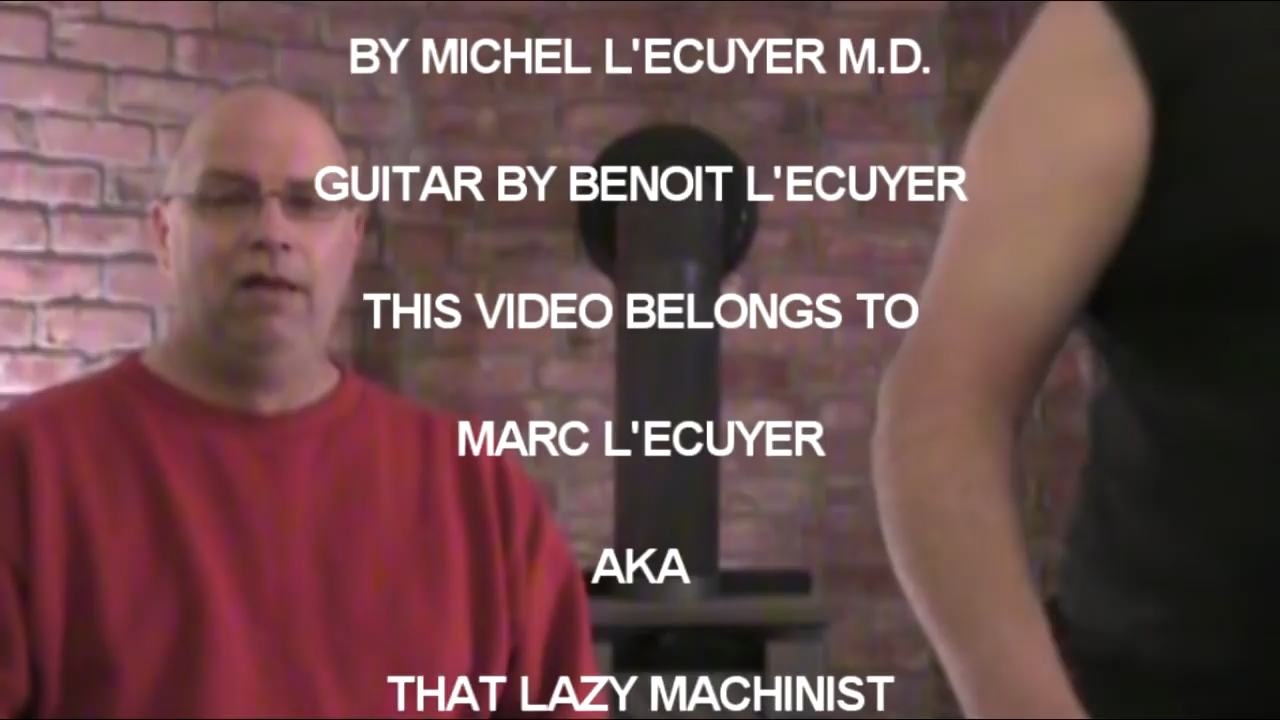 BY MICHEL L'ECUYER M.D.
GUITAR BY BENOIT L'ECUYER
THIS VIDEO BELONGS TO
MARC L'ECUYER
AKA
THAT LAZY MACHINIST